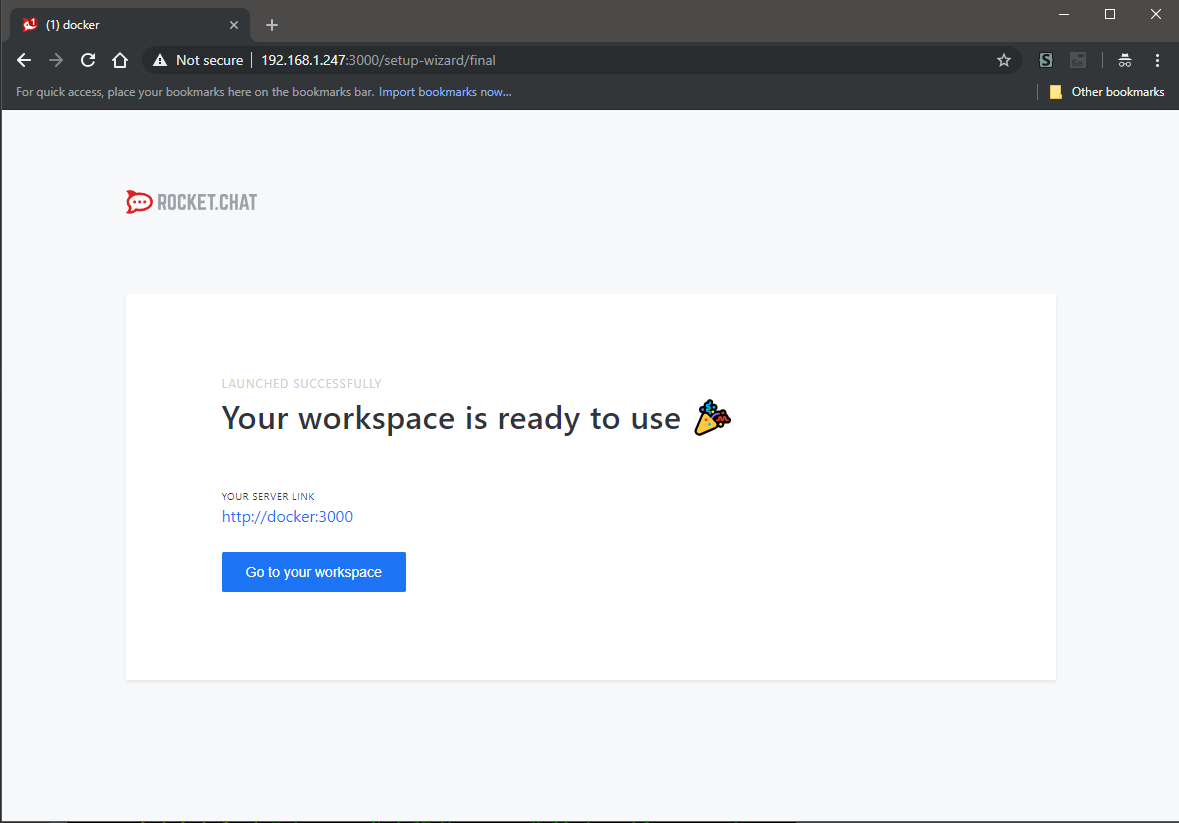 (1) docker
Not secure 192.168.1.247:3000/setup-wizard/final
For quick access, place your bookmarks here on the bookmarks bar. Import bookmarks now... Other bookmarks
ROCKET.CHAT
LAUNCHED SUCCESSFULLY
Your workspace is ready to use 🎉
YOUR SERVER LINK
http://docker:3000
Go to your workspace